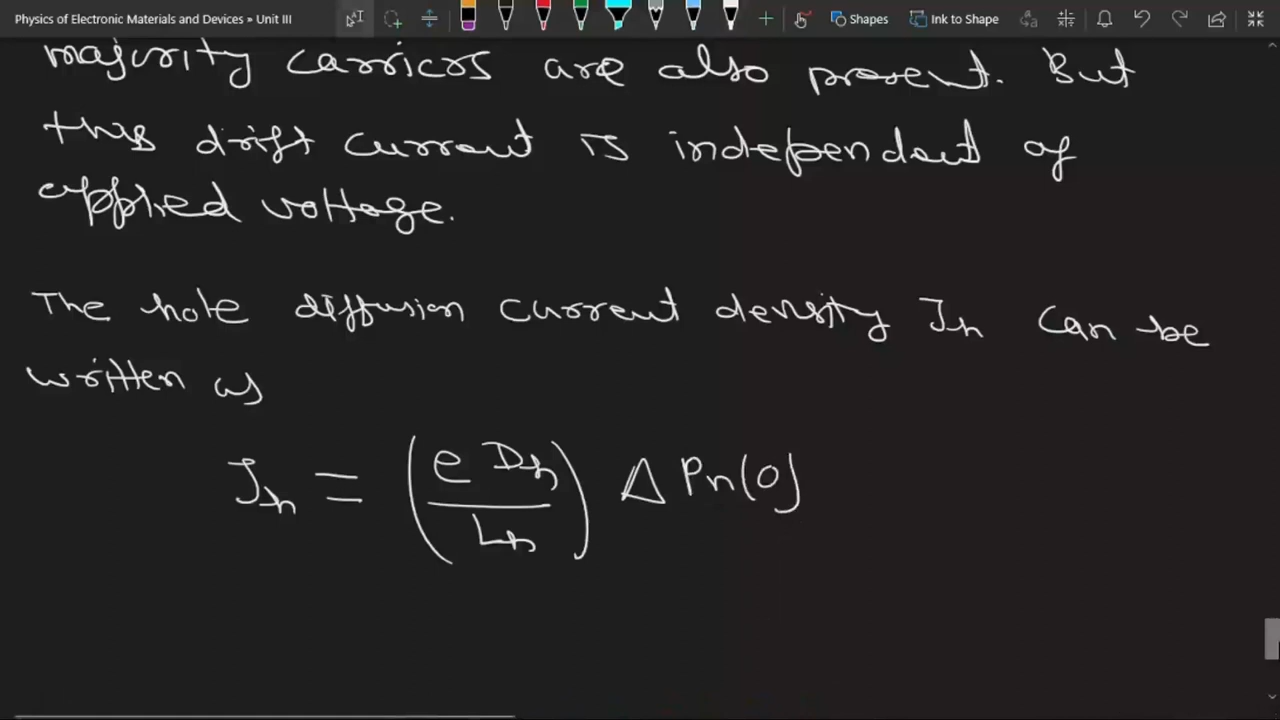 Physics of Electronic Materials and Devices » Unit III
Shapes
Ink to Shape
majority carriers are also present. But
this drift current is independent of
applied voltage.
The hole diffusion current density Jh can be
written as
Jh = (e Dh / Lh) Δ Pn(0)